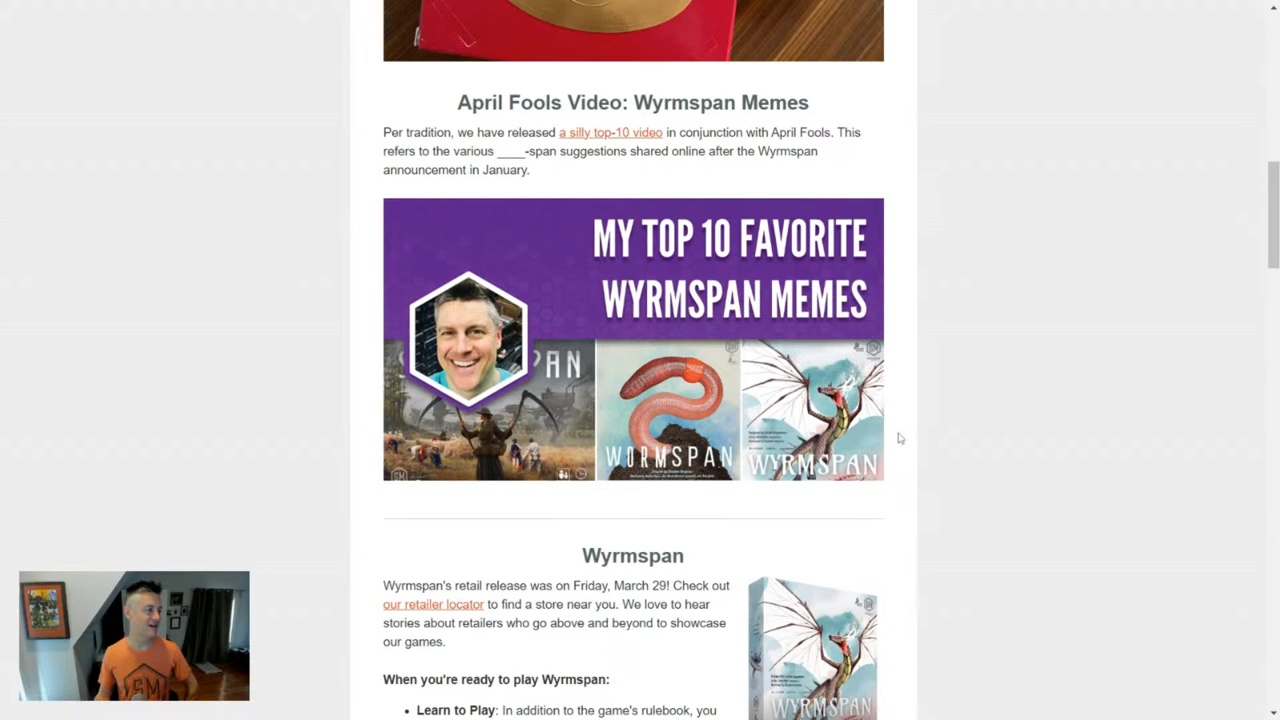 April Fools Video: Wyrmspan Memes
Per tradition, we have released a silly top-10 video in conjunction with April Fools. This
refers to the various ____-span suggestions shared online after the Wyrmspan
announcement in January.
MY TOP 10 FAVORITE
WYRMSPAN MEMES
PAN
WORMSPAN
WYRMSPAN
Wyrmspan
Wyrmspan's retail release was on Friday, March 29! Check out
our retailer locator to find a store near you. We love to hear
stories about retailers who go above and beyond to showcase
our games.
WYRMSPAN
When you're ready to play Wyrmspan:
• Learn to Play: In addition to the game's rulebook, you
SM